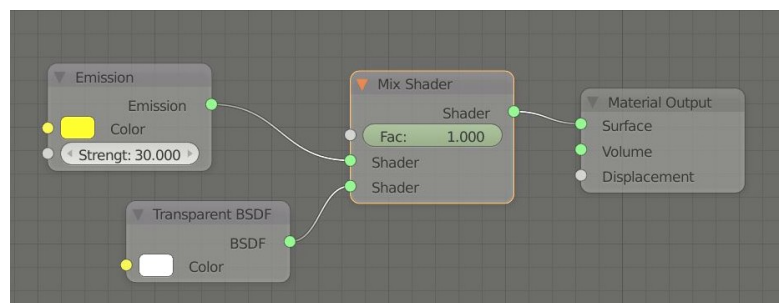 Emission
Emission
Color
Strengt: 30.000
Transparent BSDF
BSDF
Color
Mix Shader
Shader
Fac: 1.000
Shader
Shader
Material Output
Surface
Volume
Displacement